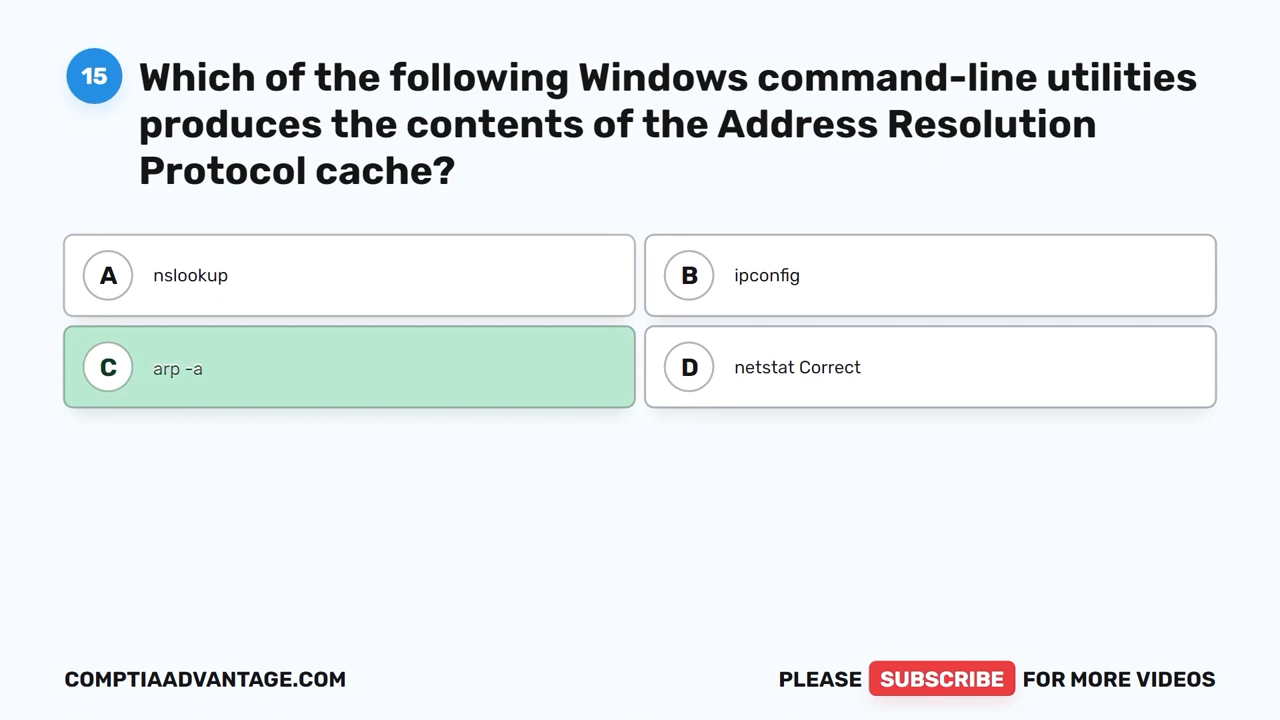 15
Which of the following Windows command-line utilities
produces the contents of the Address Resolution
Protocol cache?
A nslookup
B ipconfig
C arp -a
D netstat Correct
COMPTIAADVANTAGE.COM
PLEASE SUBSCRIBE FOR MORE VIDEOS